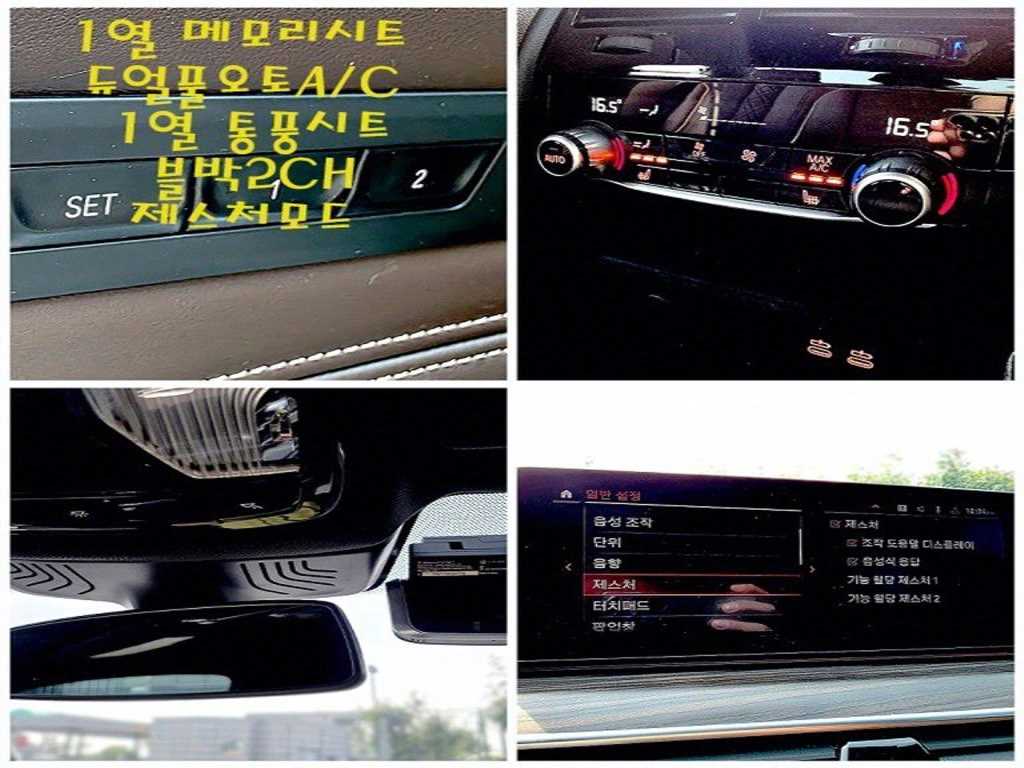 1열 메모리시트
듀얼풀오토A/C
1열 통풍시트
블박2CH
제스처모드
SET 1 2
16.5°
16.5°
AUTO
OFF
MAX
A/C
일반 설정
음성 조작
단위
음향
제스처
터치패드
팝업창
제스처
조작 도움말 디스플레이
음성식 응답
기능 할당 제스처 1
기능 할당 제스처 2